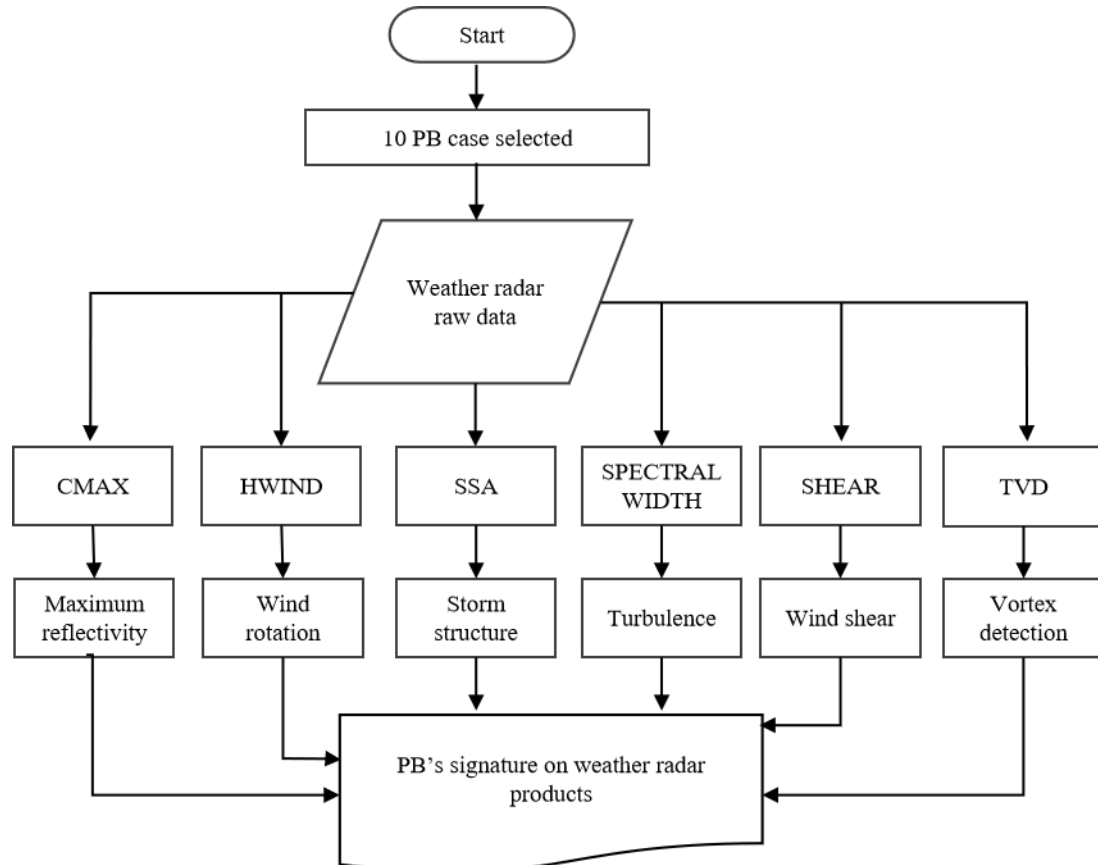 Start
10 PB case selected
Weather radar
raw data
CMAX
HWIND
SSA
SPECTRAL
WIDTH
SHEAR
TVD
Maximum
reflectivity
Wind
rotation
Storm
structure
Turbulence
Wind shear
Vortex
detection
PB’s signature on weather radar
products